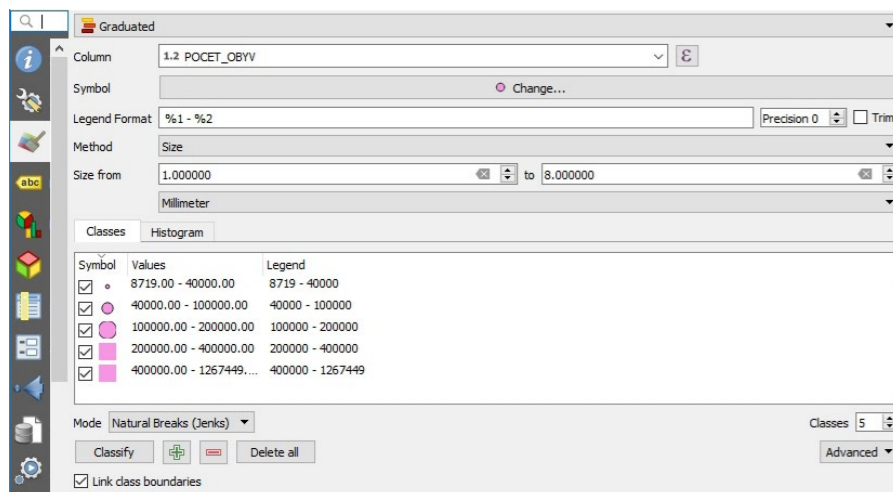 Graduated
Column 1.2 POCET_OBYV ε
Symbol Change...
Legend Format %1 - %2 Precision 0 Trim
Method Size
Size from 1.000000 to 8.000000
Millimeter
Classes Histogram
Symbol Values Legend
8719.00 - 40000.00 8719 - 40000
40000.00 - 100000.00 40000 - 100000
100000.00 - 200000.00 100000 - 200000
abc
200000.00 - 400000.00 200000 - 400000
400000.00 - 1267449.... 400000 - 1267449
Mode Natural Breaks (Jenks) Classes 5
Classify Delete all Advanced
Link class boundaries